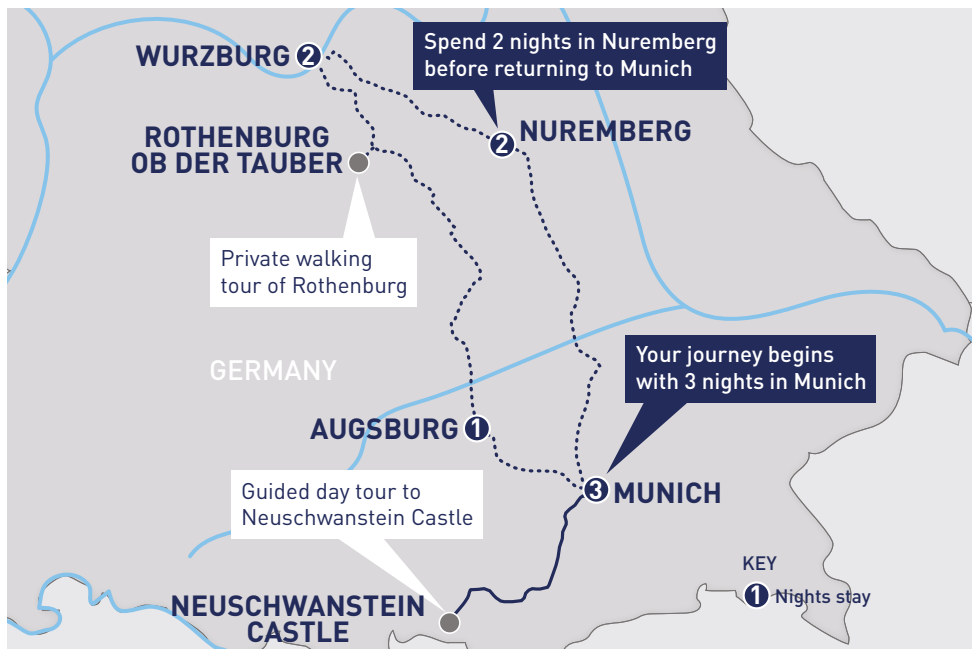 WURZBURG 2
Spend 2 nights in Nuremberg
before returning to Munich
2 NUREMBERG
ROTHENBURG
OB DER TAUBER
Private walking
tour of Rothenburg
GERMANY
Your journey begins
with 3 nights in Munich
AUGSBURG 1
Guided day tour to
Neuschwanstein Castle
3 MUNICH
KEY
1 Nights stay
NEUSCHWANSTEIN
CASTLE